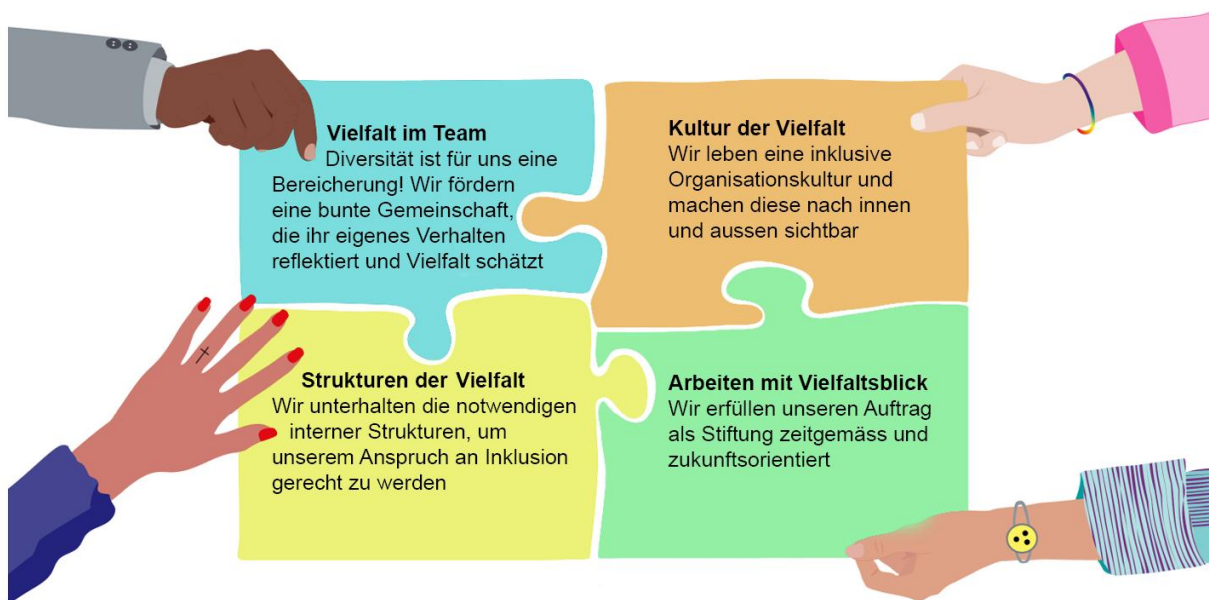 Vielfalt im Team
Diversität ist für uns eine
Bereicherung! Wir fördern
eine bunte Gemeinschaft,
die ihr eigenes Verhalten
reflektiert und Vielfalt schätzt
Kultur der Vielfalt
Wir leben eine inklusive
Organisationskultur und
machen diese nach innen
und aussen sichtbar
Strukturen der Vielfalt
Wir unterhalten die notwendigen
interner Strukturen, um
unserem Anspruch an Inklusion
gerecht zu werden
Arbeiten mit Vielfaltsblick
Wir erfüllen unseren Auftrag
als Stiftung zeitgemäss und
zukunftsorientiert